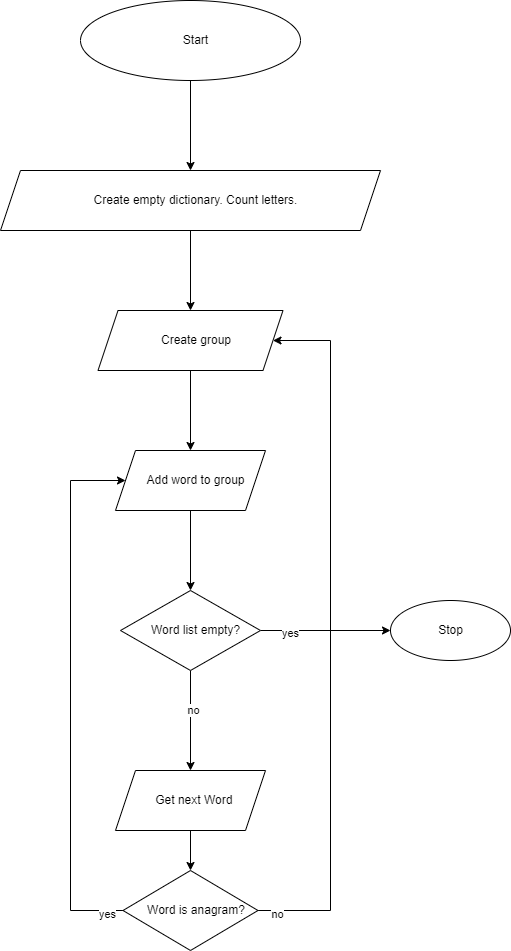 Start
Create empty dictionary. Count letters.
Create group
Add word to group
Word list empty?
yes
Stop
no
Get next Word
Word is anagram?
yes
no